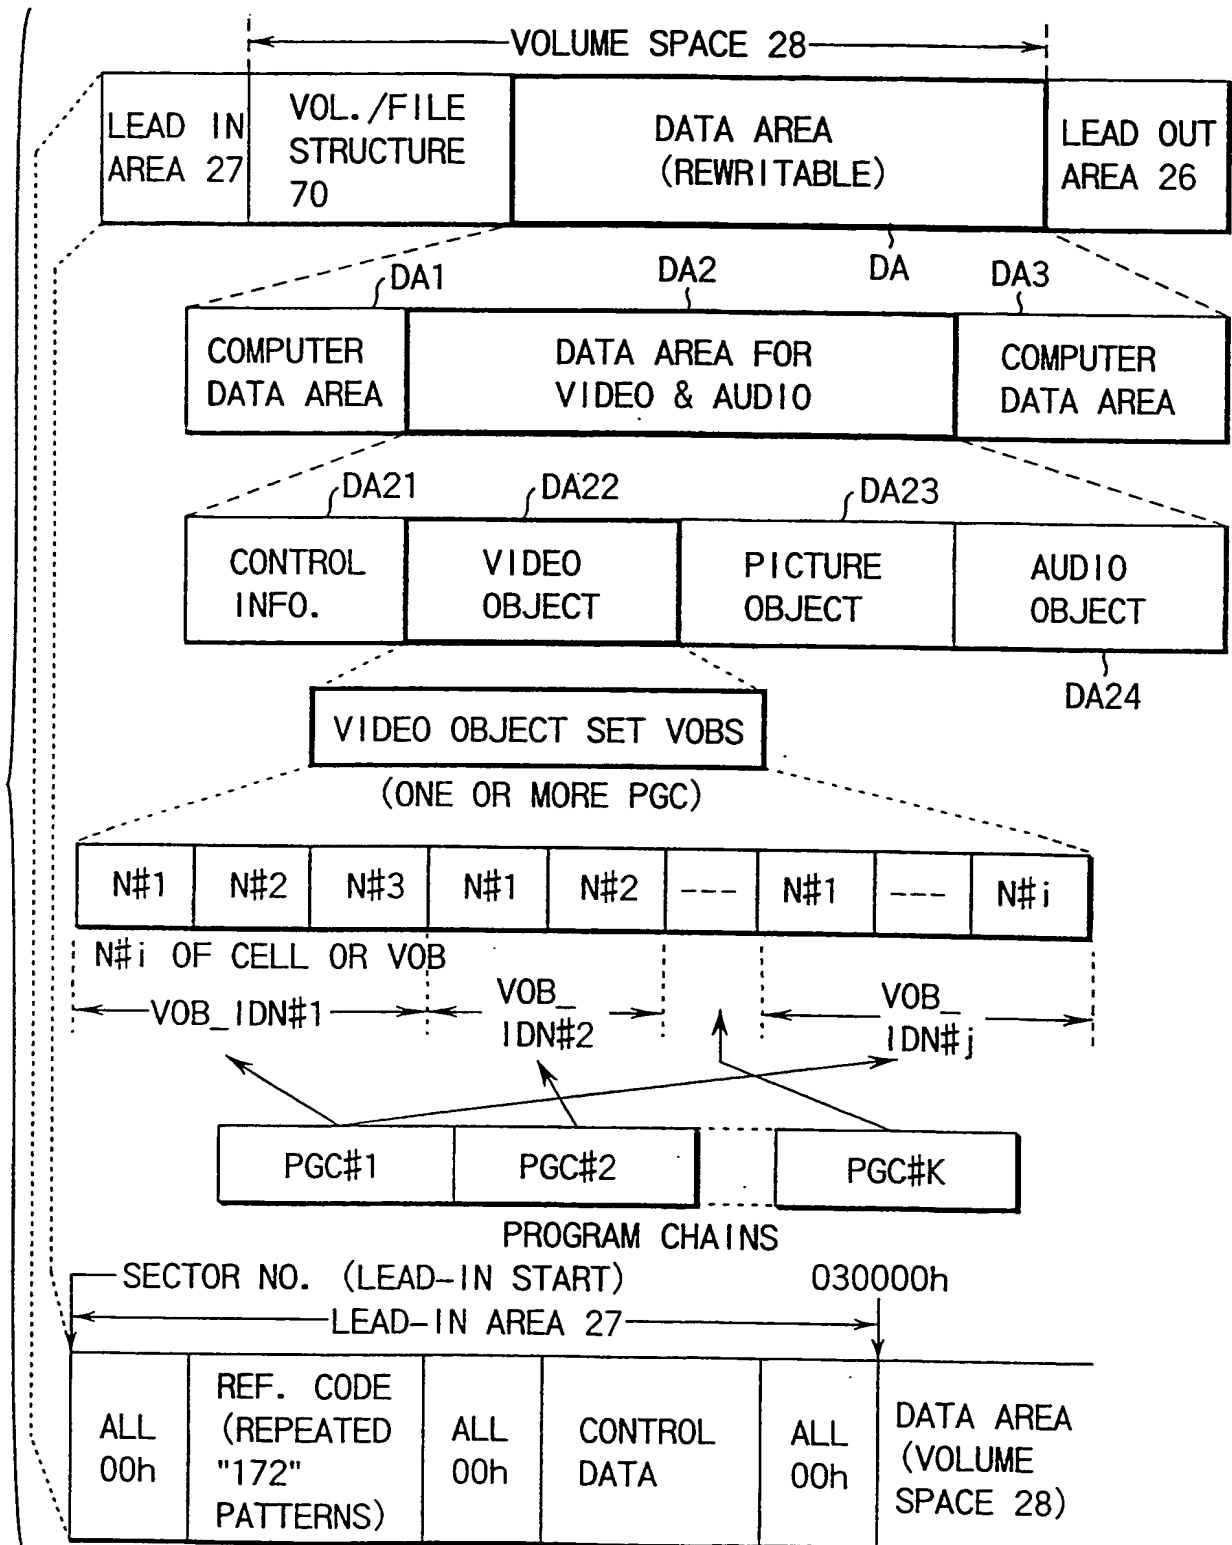 VOLUME SPACE 28
LEAD IN
AREA 27
VOL./FILE
STRUCTURE
70
DATA AREA
(REWRITABLE)
LEAD OUT
AREA 26
DA1
DA2
DA
DA3
COMPUTER
DATA AREA
DATA AREA FOR
VIDEO & AUDIO
COMPUTER
DATA AREA
DA21
DA22
DA23
CONTROL
INFO.
VIDEO
OBJECT
PICTURE
OBJECT
AUDIO
OBJECT
DA24
VIDEO OBJECT SET VOBS
(ONE OR MORE PGC)
N#1 N#2 N#3 N#1 N#2 --- N#1 --- N#i
N#i OF CELL OR VOB
VOB_IDN#1
VOB_
IDN#2
VOB_
IDN#j
PGC#1 PGC#2 PGC#K
PROGRAM CHAINS
SECTOR NO. (LEAD-IN START) 030000h
LEAD-IN AREA 27
ALL
00h
REF. CODE
(REPEATED
"172"
PATTERNS)
ALL
00h
CONTROL
DATA
ALL
00h
DATA AREA
(VOLUME
SPACE 28)